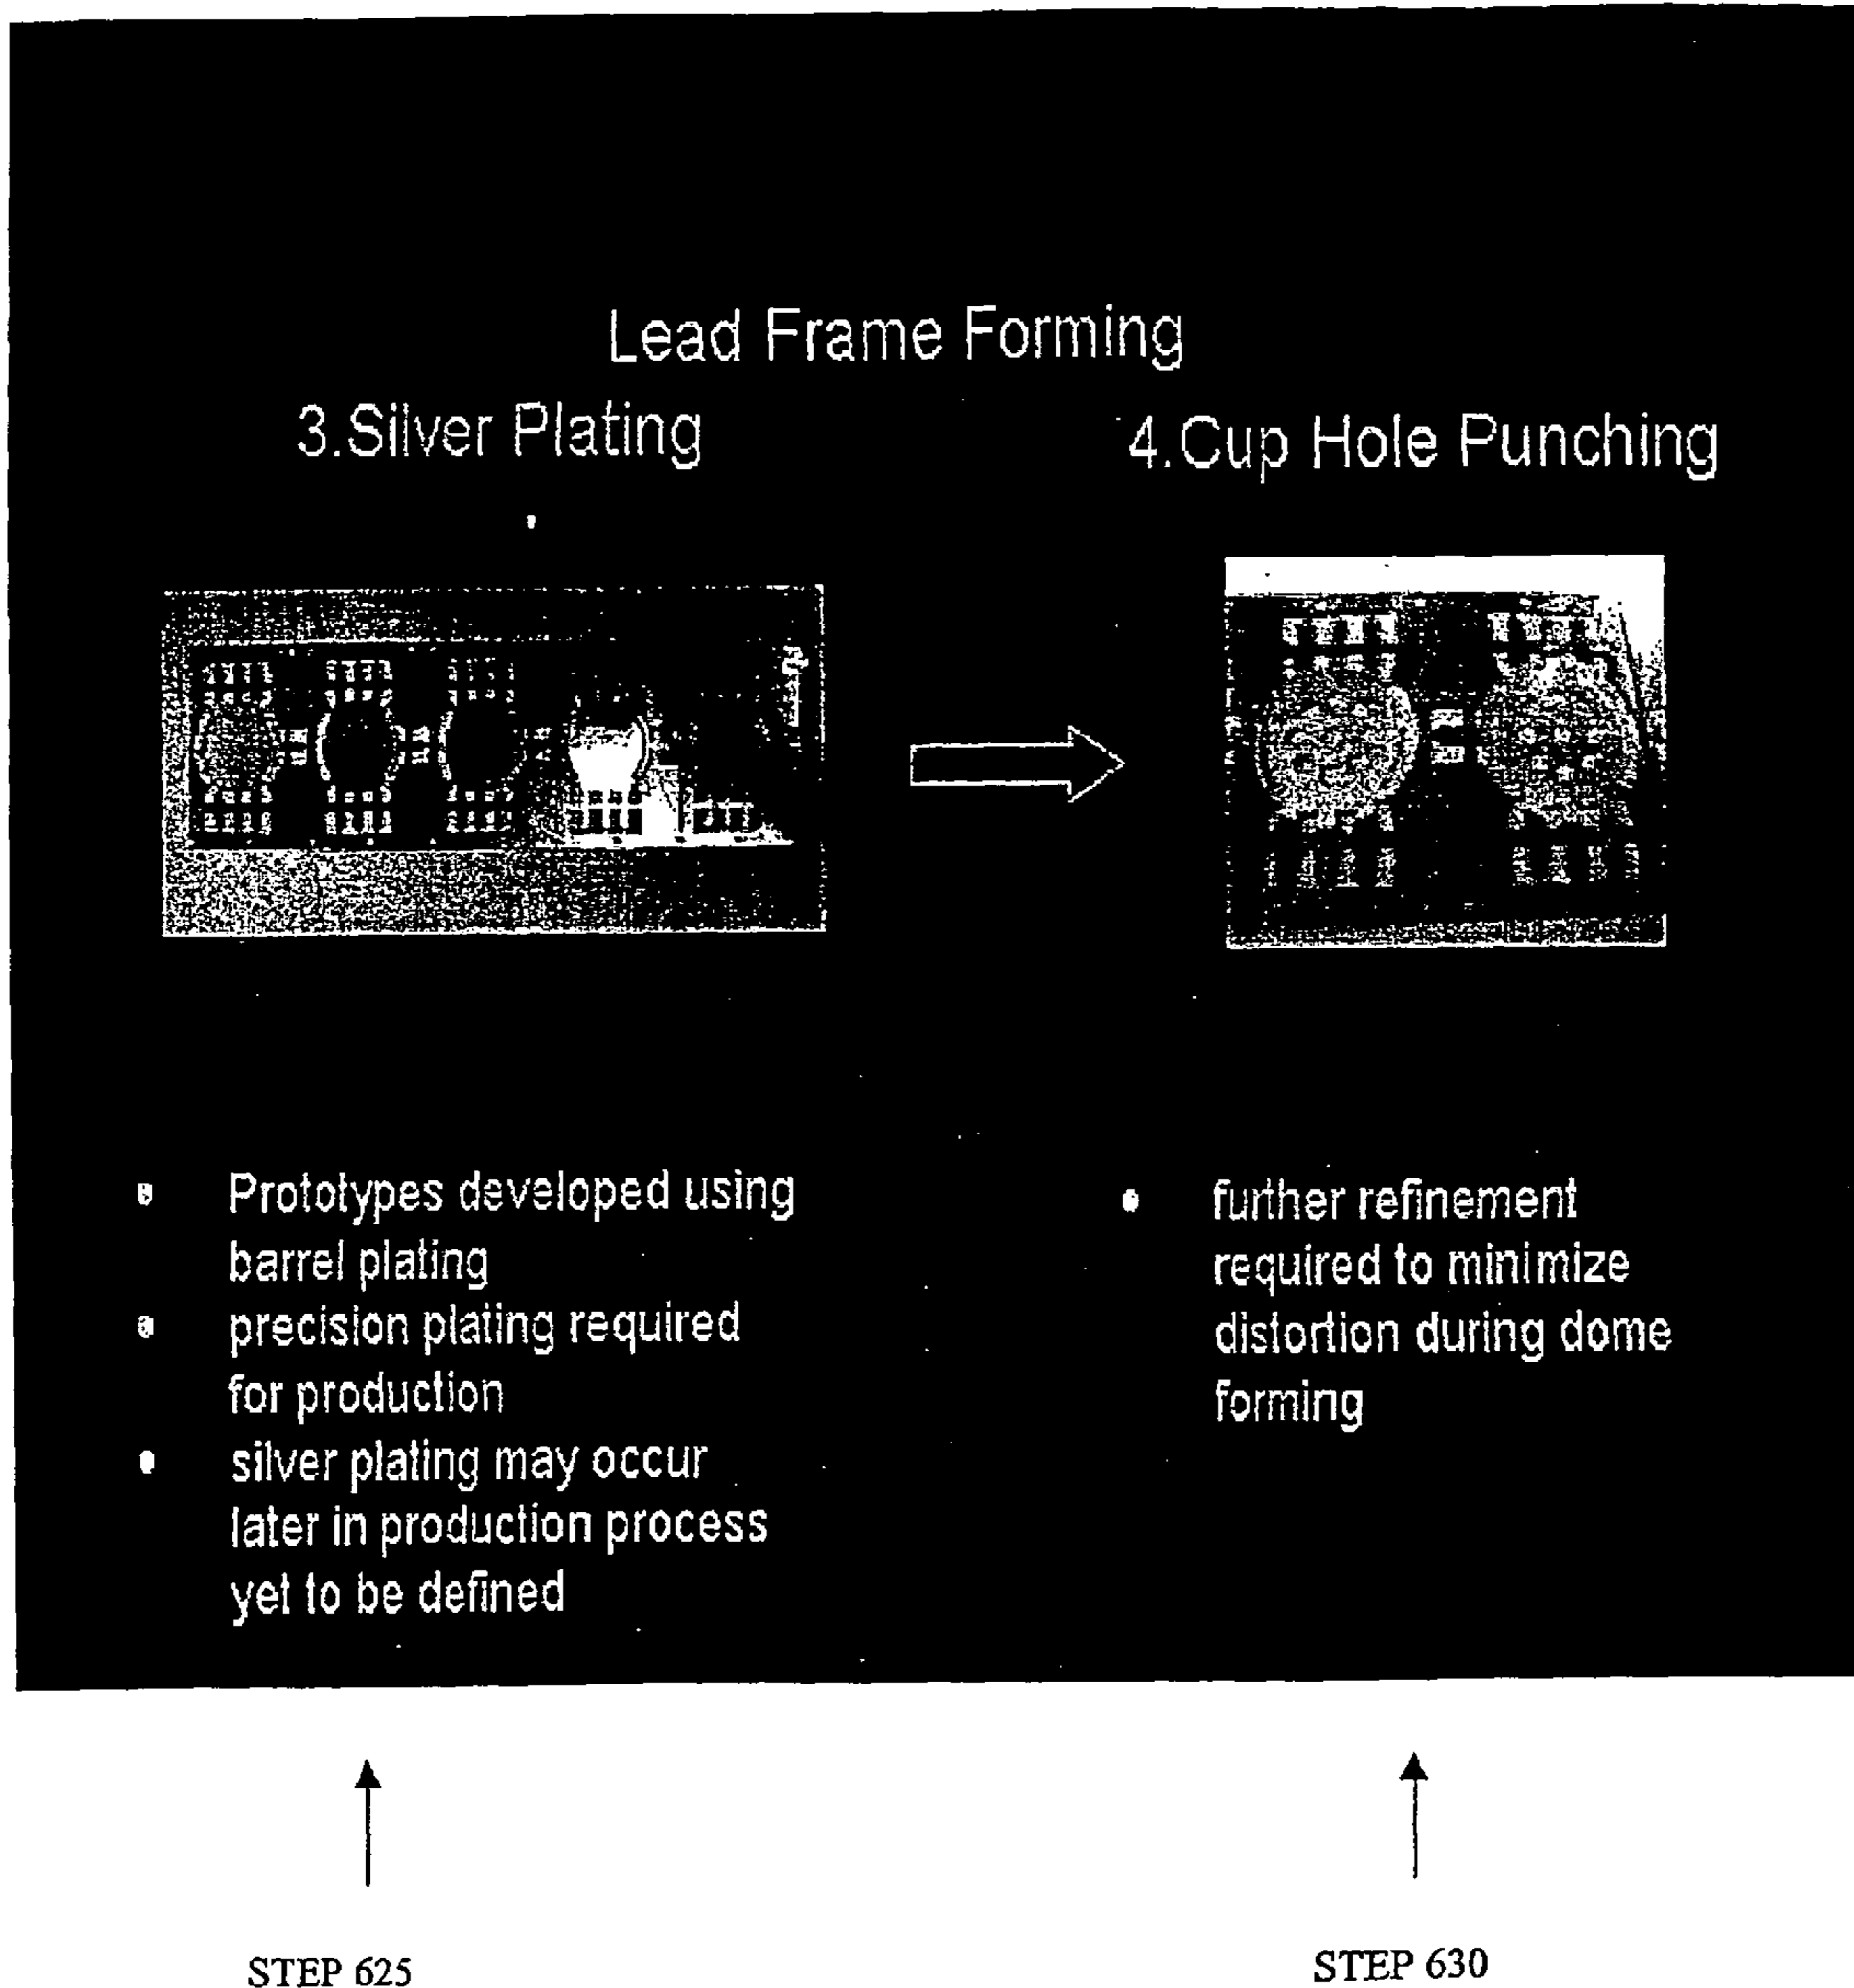 Lead Frame Forming
3.Silver Plating
4.Cup Hole Punching
Prototypes developed using
barrel plating
precision plating required
for production
silver plating may occur
later in production process
yet to be defined
further refinement
required to minimize
distortion during dome
forming
STEP 625
STEP 630